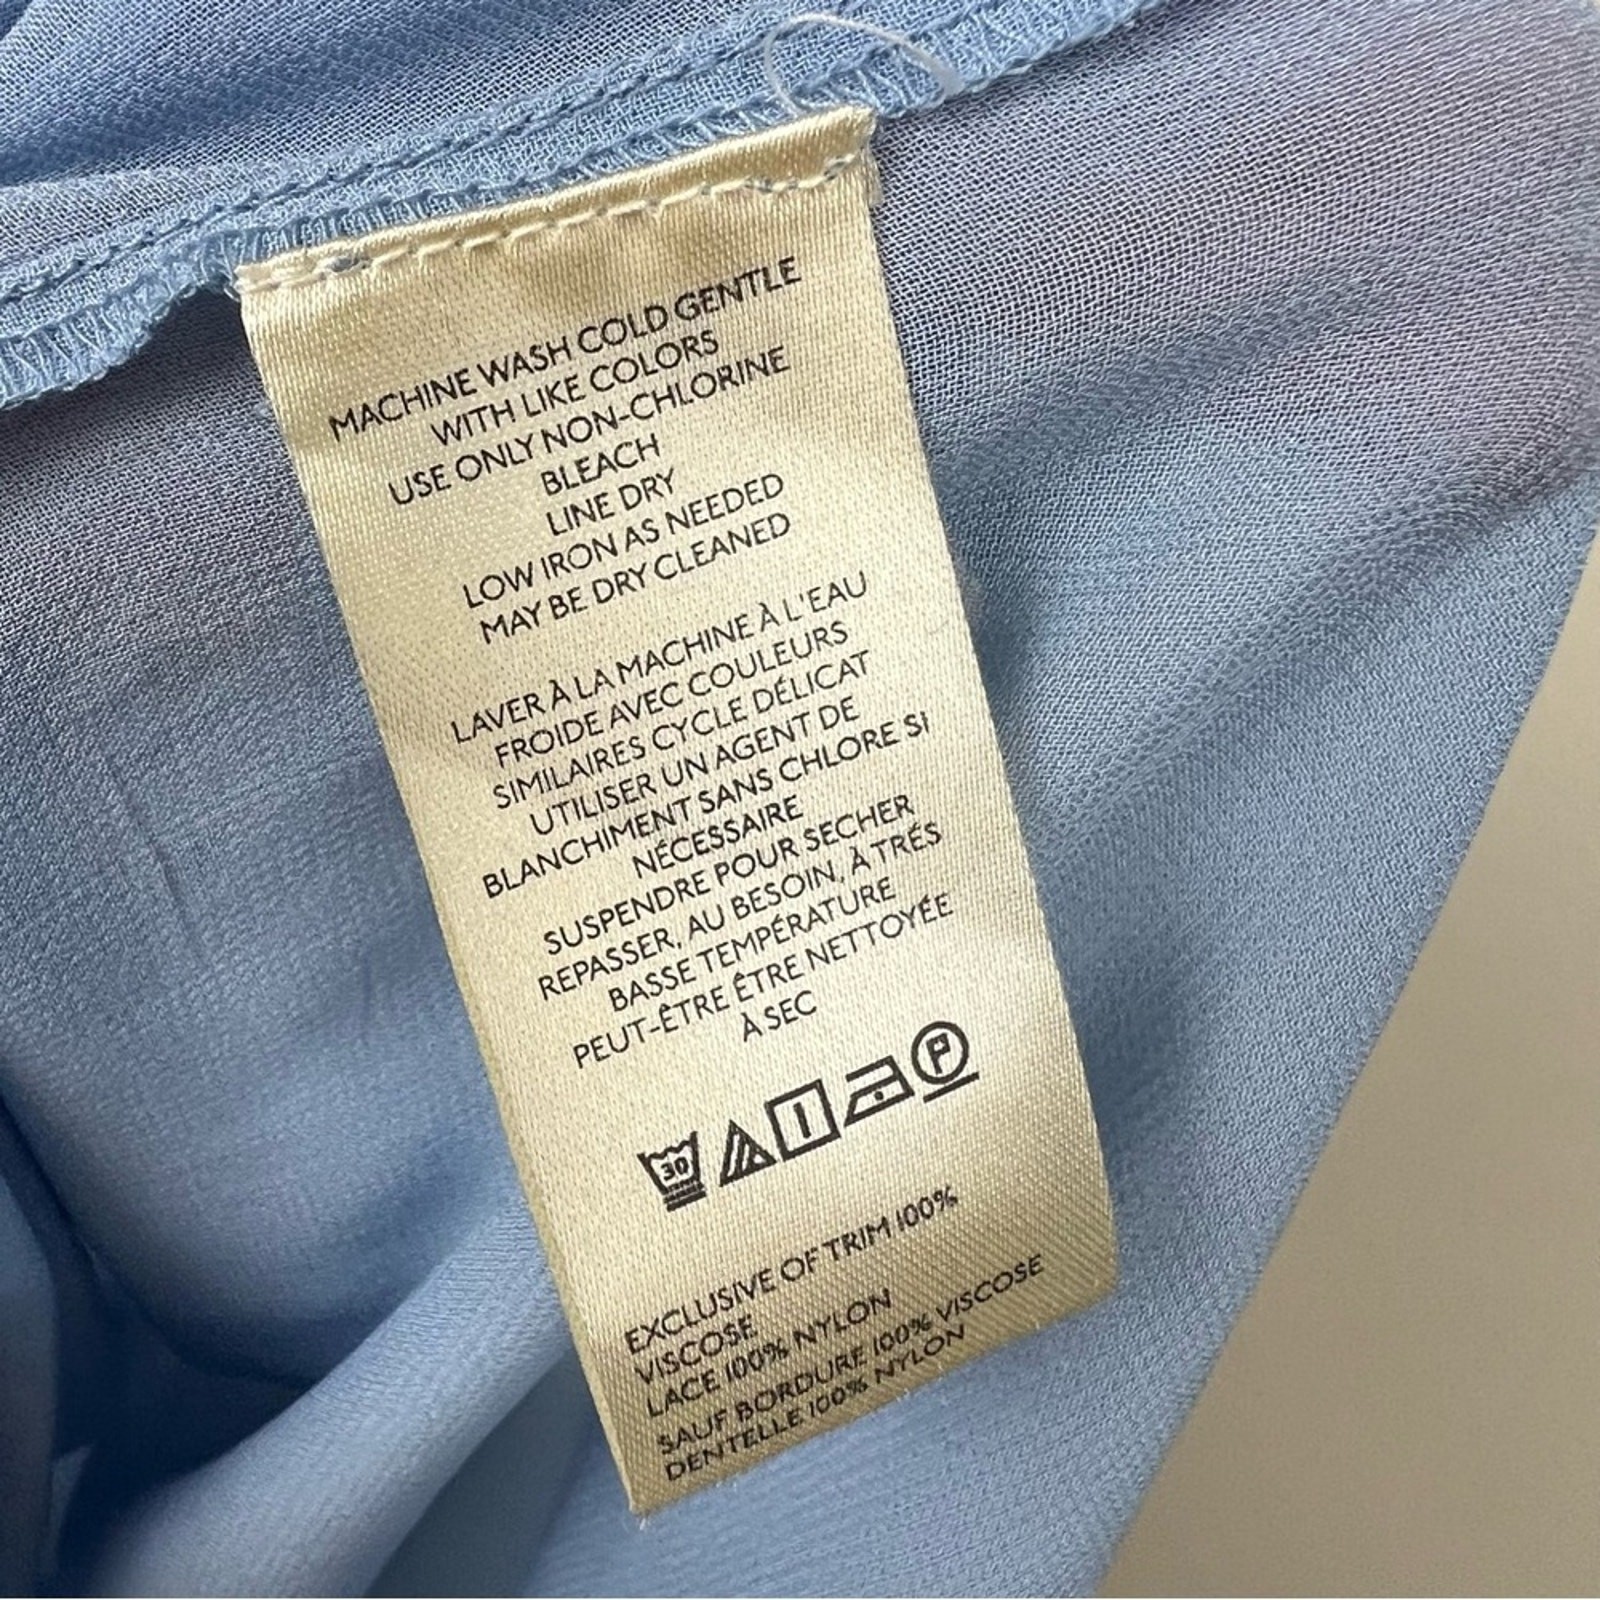 MACHINE WASH COLD GENTLE
WITH LIKE COLORS
USE ONLY NON-CHLORINE
BLEACH
LINE DRY
LOW IRON AS NEEDED
MAY BE DRY CLEANED
LAVER À LA MACHINE À L'EAU
FROIDE AVEC COULEURS
SIMILAIRES CYCLE DÉLICAT
UTILISER UN AGENT DE
BLANCHIMENT SANS CHLORE SI
NÉCESSAIRE
SUSPENDRE POUR SECHER
REPASSER, AU BESOIN, À TRÉS
BASSE TEMPÉRATURE
PEUT-ÊTRE ÊTRE NETTOYÉE
À SEC
30 P
EXCLUSIVE OF TRIM 100%
VISCOSE
LACE 100% NYLON
SAUF BORDURE 100% VISCOSE
DENTELLE 100% NYLON